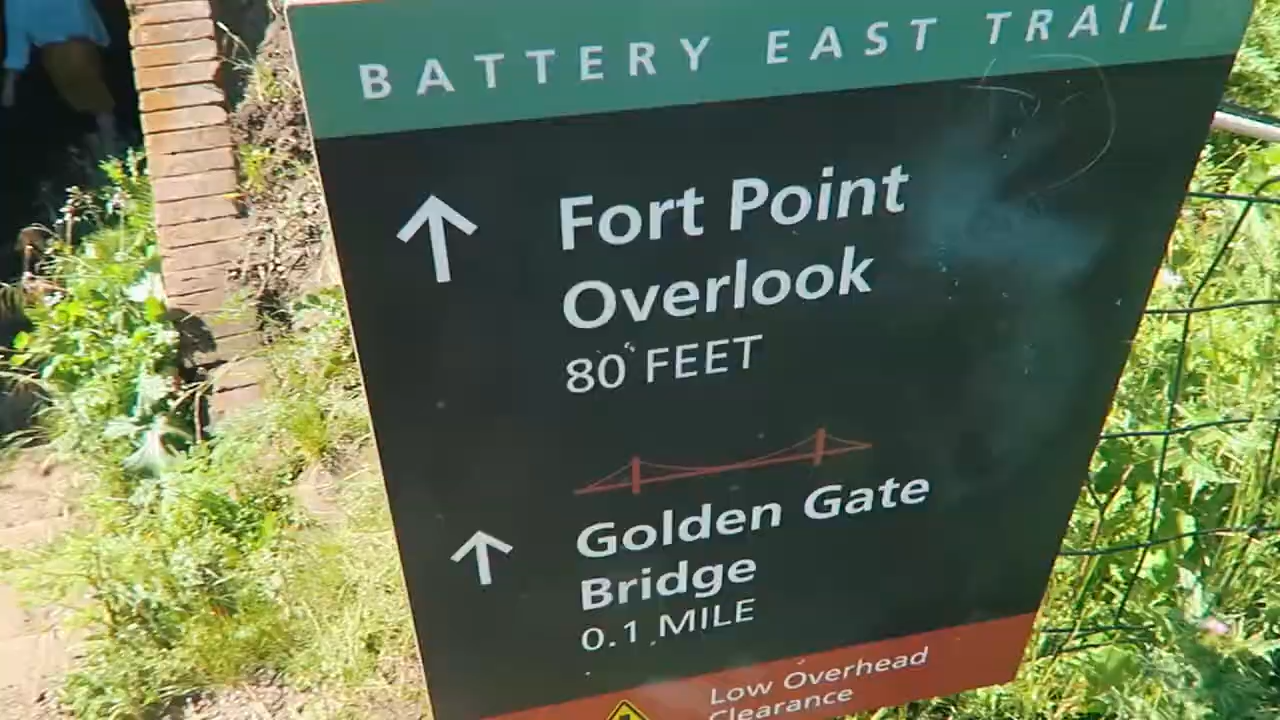 BATTERY EAST TRAIL
Fort Point
Overlook
80 FEET
Golden Gate
Bridge
0.1 MILE
Low Overhead
Clearance